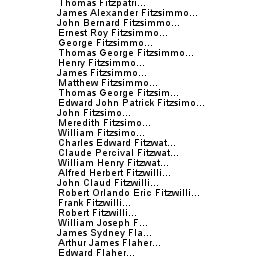 Thomas Fitzpatri...
James Alexander Fitzsimmo...
John Bernard Fitzsimmo...
Ernest Roy Fitzsimmo...
George Fitzsimmo...
Thomas George Fitzsimmo...
Henry Fitzsimmo...
James Fitzsimmo...
Matthew Fitzsimmo...
Thomas George Fitzsim...
Edward John Patrick Fitzsimo...
John Fitzsimo...
Meredith Fitzsimo...
William Fitzsimo...
Charles Edward Fitzwat...
Claude Percival Fitzwat...
William Henry Fitzwat...
Alfred Herbert Fitzwilli...
John Claud Fitzwilli...
Robert Orlando Eric Fitzwilli...
Frank Fitzwilli...
Robert Fitzwilli...
William Joseph F...
James Sydney Fla...
Arthur James Flaher...
Edward Flaher...